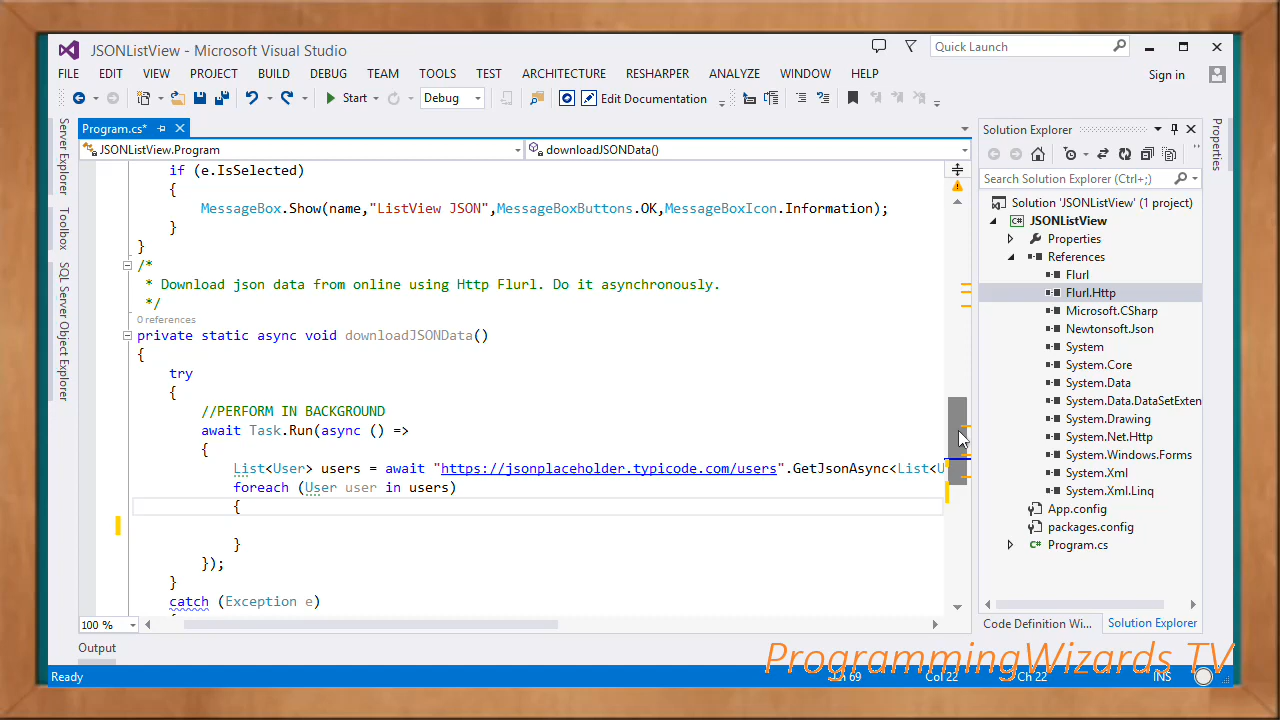 JSONListView - Microsoft Visual Studio
Quick Launch
FILE EDIT VIEW PROJECT BUILD DEBUG TEAM TOOLS TEST ARCHITECTURE RESHARPER ANALYZE WINDOW HELP
Sign in
Start Debug Edit Documentation
Server Explorer
Toolbox
SQL Server Object Explorer
Program.cs*
JSONListView.Program downloadJSONData()
if (e.IsSelected)
{
MessageBox.Show(name,"ListView JSON",MessageBoxButtons.OK,MessageBoxIcon.Information);
}
}
/*
* Download json data from online using Http Flurl. Do it asynchronously.
*/
0 references
private static async void downloadJSONData()
{
try
{
//PERFORM IN BACKGROUND
await Task.Run(async () =>
{
List<User> users = await "https://jsonplaceholder.typicode.com/users".GetJsonAsync<List<U
foreach (User user in users)
{
}
});
}
catch (Exception e)
100 %
Output
Solution Explorer
Search Solution Explorer (Ctrl+;)
Solution 'JSONListView' (1 project)
JSONListView
Properties
References
Flurl
Flurl.Http
Microsoft.CSharp
Newtonsoft.Json
System
System.Core
System.Data
System.Data.DataSetExten
System.Drawing
System.Net.Http
System.Windows.Forms
System.Xml
System.Xml.Linq
App.config
packages.config
Program.cs
Code Definition Wi... Solution Explorer
Properties
ProgrammingWizards TV
Ready Ln 69 Col 22 Ch 22 INS